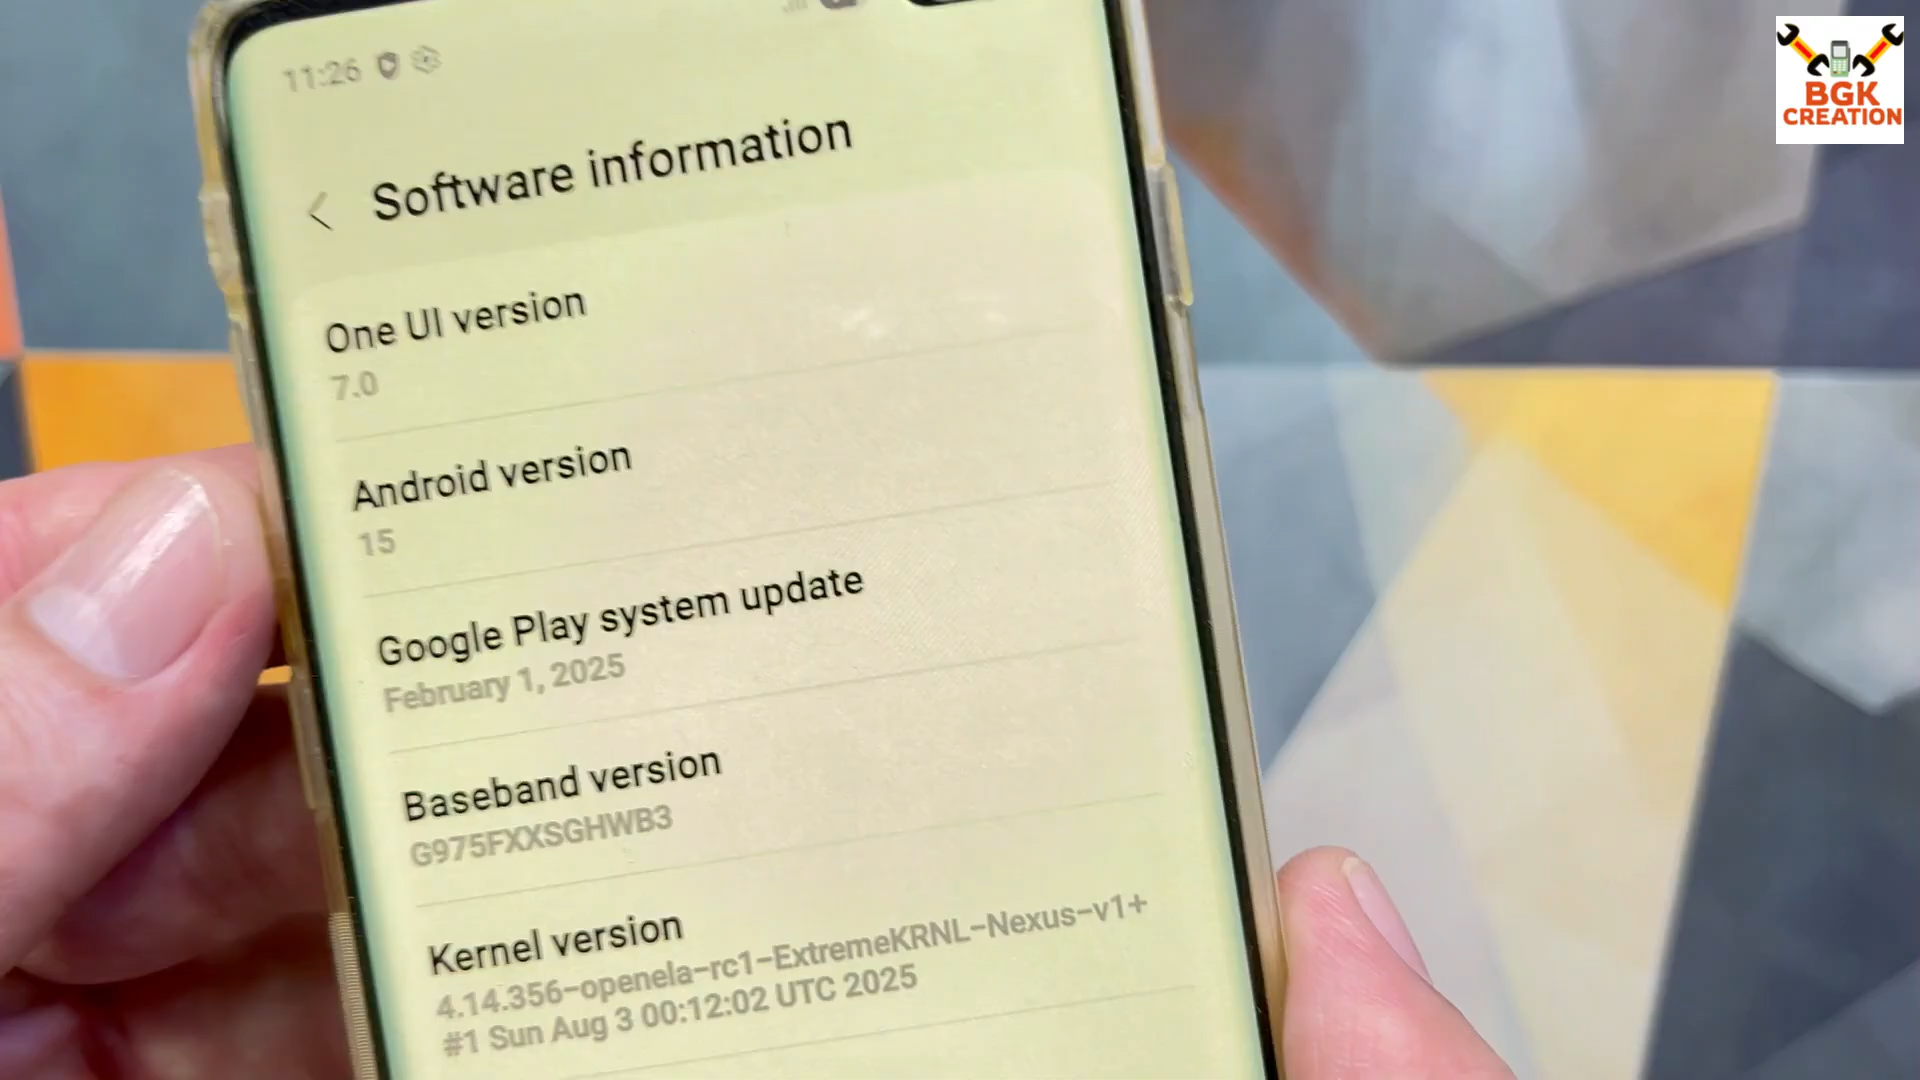 11:26
Software information
One UI version
7.0
Android version
15
Google Play system update
February 1, 2025
Baseband version
G975FXXSGHWB3
Kernel version
4.14.356-openela-rc1-ExtremeKRNL-Nexus-v1+
#1 Sun Aug 3 00:12:02 UTC 2025
BGK
CREATION